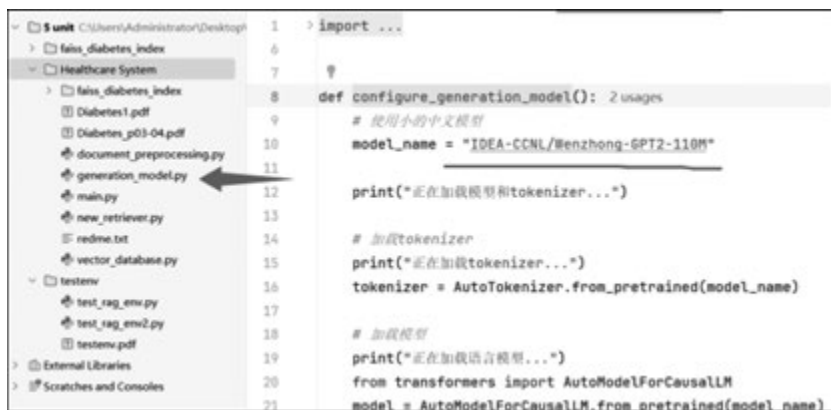 5 unit C:\Users\Administrator\Desktop\
faiss_diabetes_index
Healthcare System
faiss_diabetes_index
Diabetes1.pdf
Diabetes_p03-04.pdf
document_preprocessing.py
generation_model.py
main.py
new_retriever.py
redme.txt
vector_database.py
testenv
test_rag_env.py
test_rag_env2.py
testenv.pdf
External Libraries
Scratches and Consoles
1 import ...
6
7
8 def configure_generation_model(): 2 usages
9 # 使用小的中文模型
10 model_name = "IDEA-CCNL/Wenzhong-GPT2-110M"
11
12 print("正在加载模型和tokenizer...")
13
14 # 加载tokenizer
15 print("正在加载tokenizer...")
16 tokenizer = AutoTokenizer.from_pretrained(model_name)
17
18 # 加载模型
19 print("正在加载语言模型...")
20 from transformers import AutoModelForCausalLM
21 model = AutoModelForCausalLM.from_pretrained(model_name)